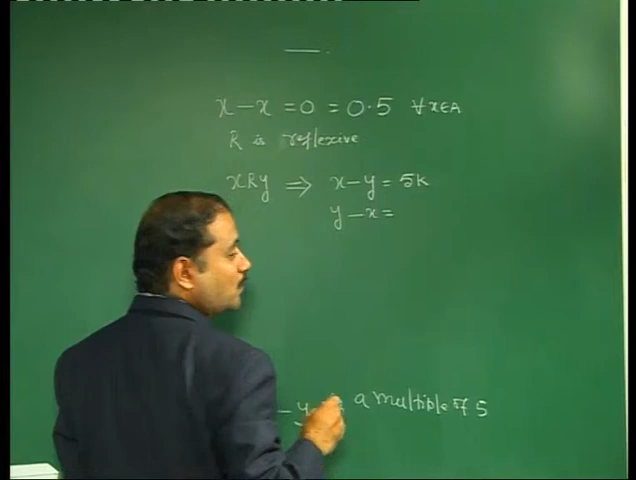 x - x = 0 = 0·5 ∀x∈A
R is reflexive
xRy ⟹ x - y = 5k
y - x =
- y a multiple of 5